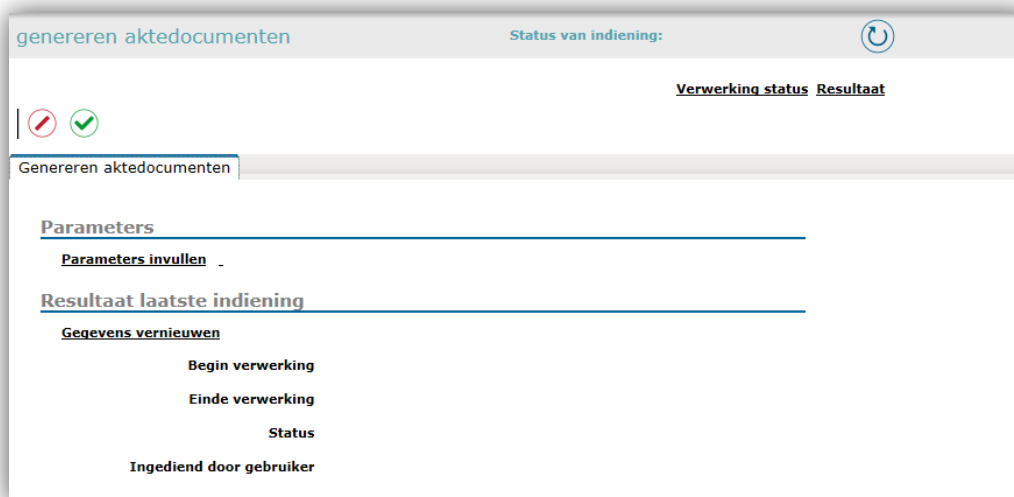 genereren aktedocumenten Status van indiening:
Verwerking status Resultaat
Genereren aktedocumenten
Parameters
Parameters invullen
Resultaat laatste indiening
Gegevens vernieuwen
Begin verwerking
Einde verwerking
Status
Ingediend door gebruiker